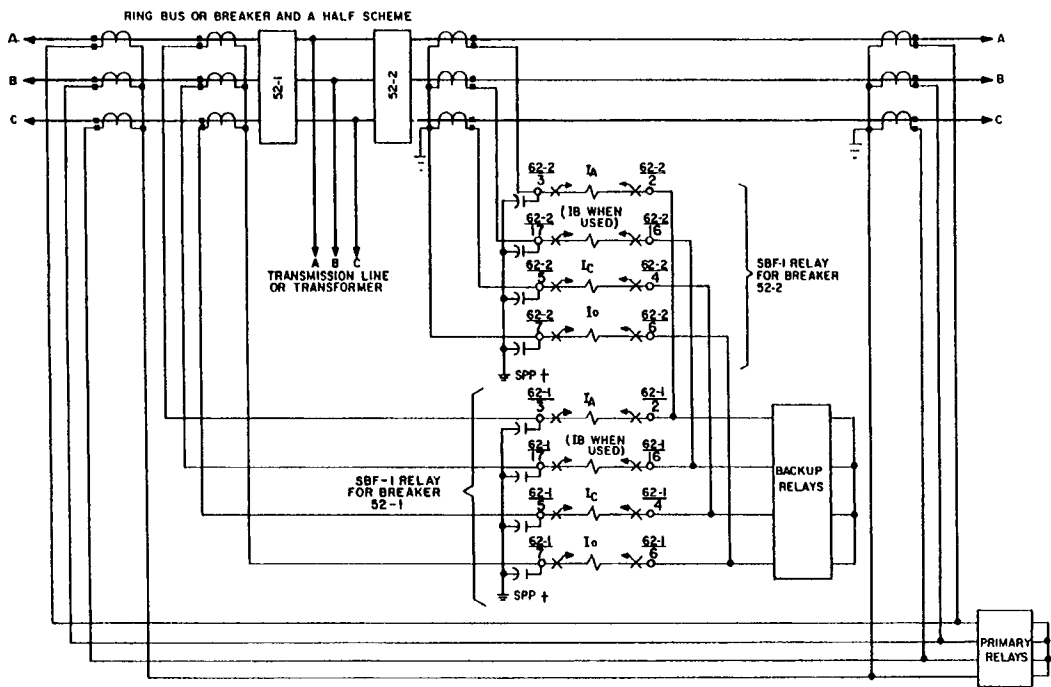 RING BUS OR BREAKER AND A HALF SCHEME
A
A
B
B
C
C
52-1
52-2
A B C
TRANSMISSION LINE
OR TRANSFORMER
62-2 IA 62-2
3 2
(IB WHEN
USED)
62-2 62-2
17 16
62-2 IC 62-2
5 4
62-2 Io 62-2
7 6
SPP †
SBF-1 RELAY
FOR BREAKER
52-2
62-1 IA 62-1
3 2
(IB WHEN
USED)
62-1 62-1
17 16
62-1 IC 62-1
5 4
62-1 Io 62-1
7 6
SPP †
SBF-1 RELAY
FOR BREAKER
52-1
BACKUP
RELAYS
PRIMARY
RELAYS